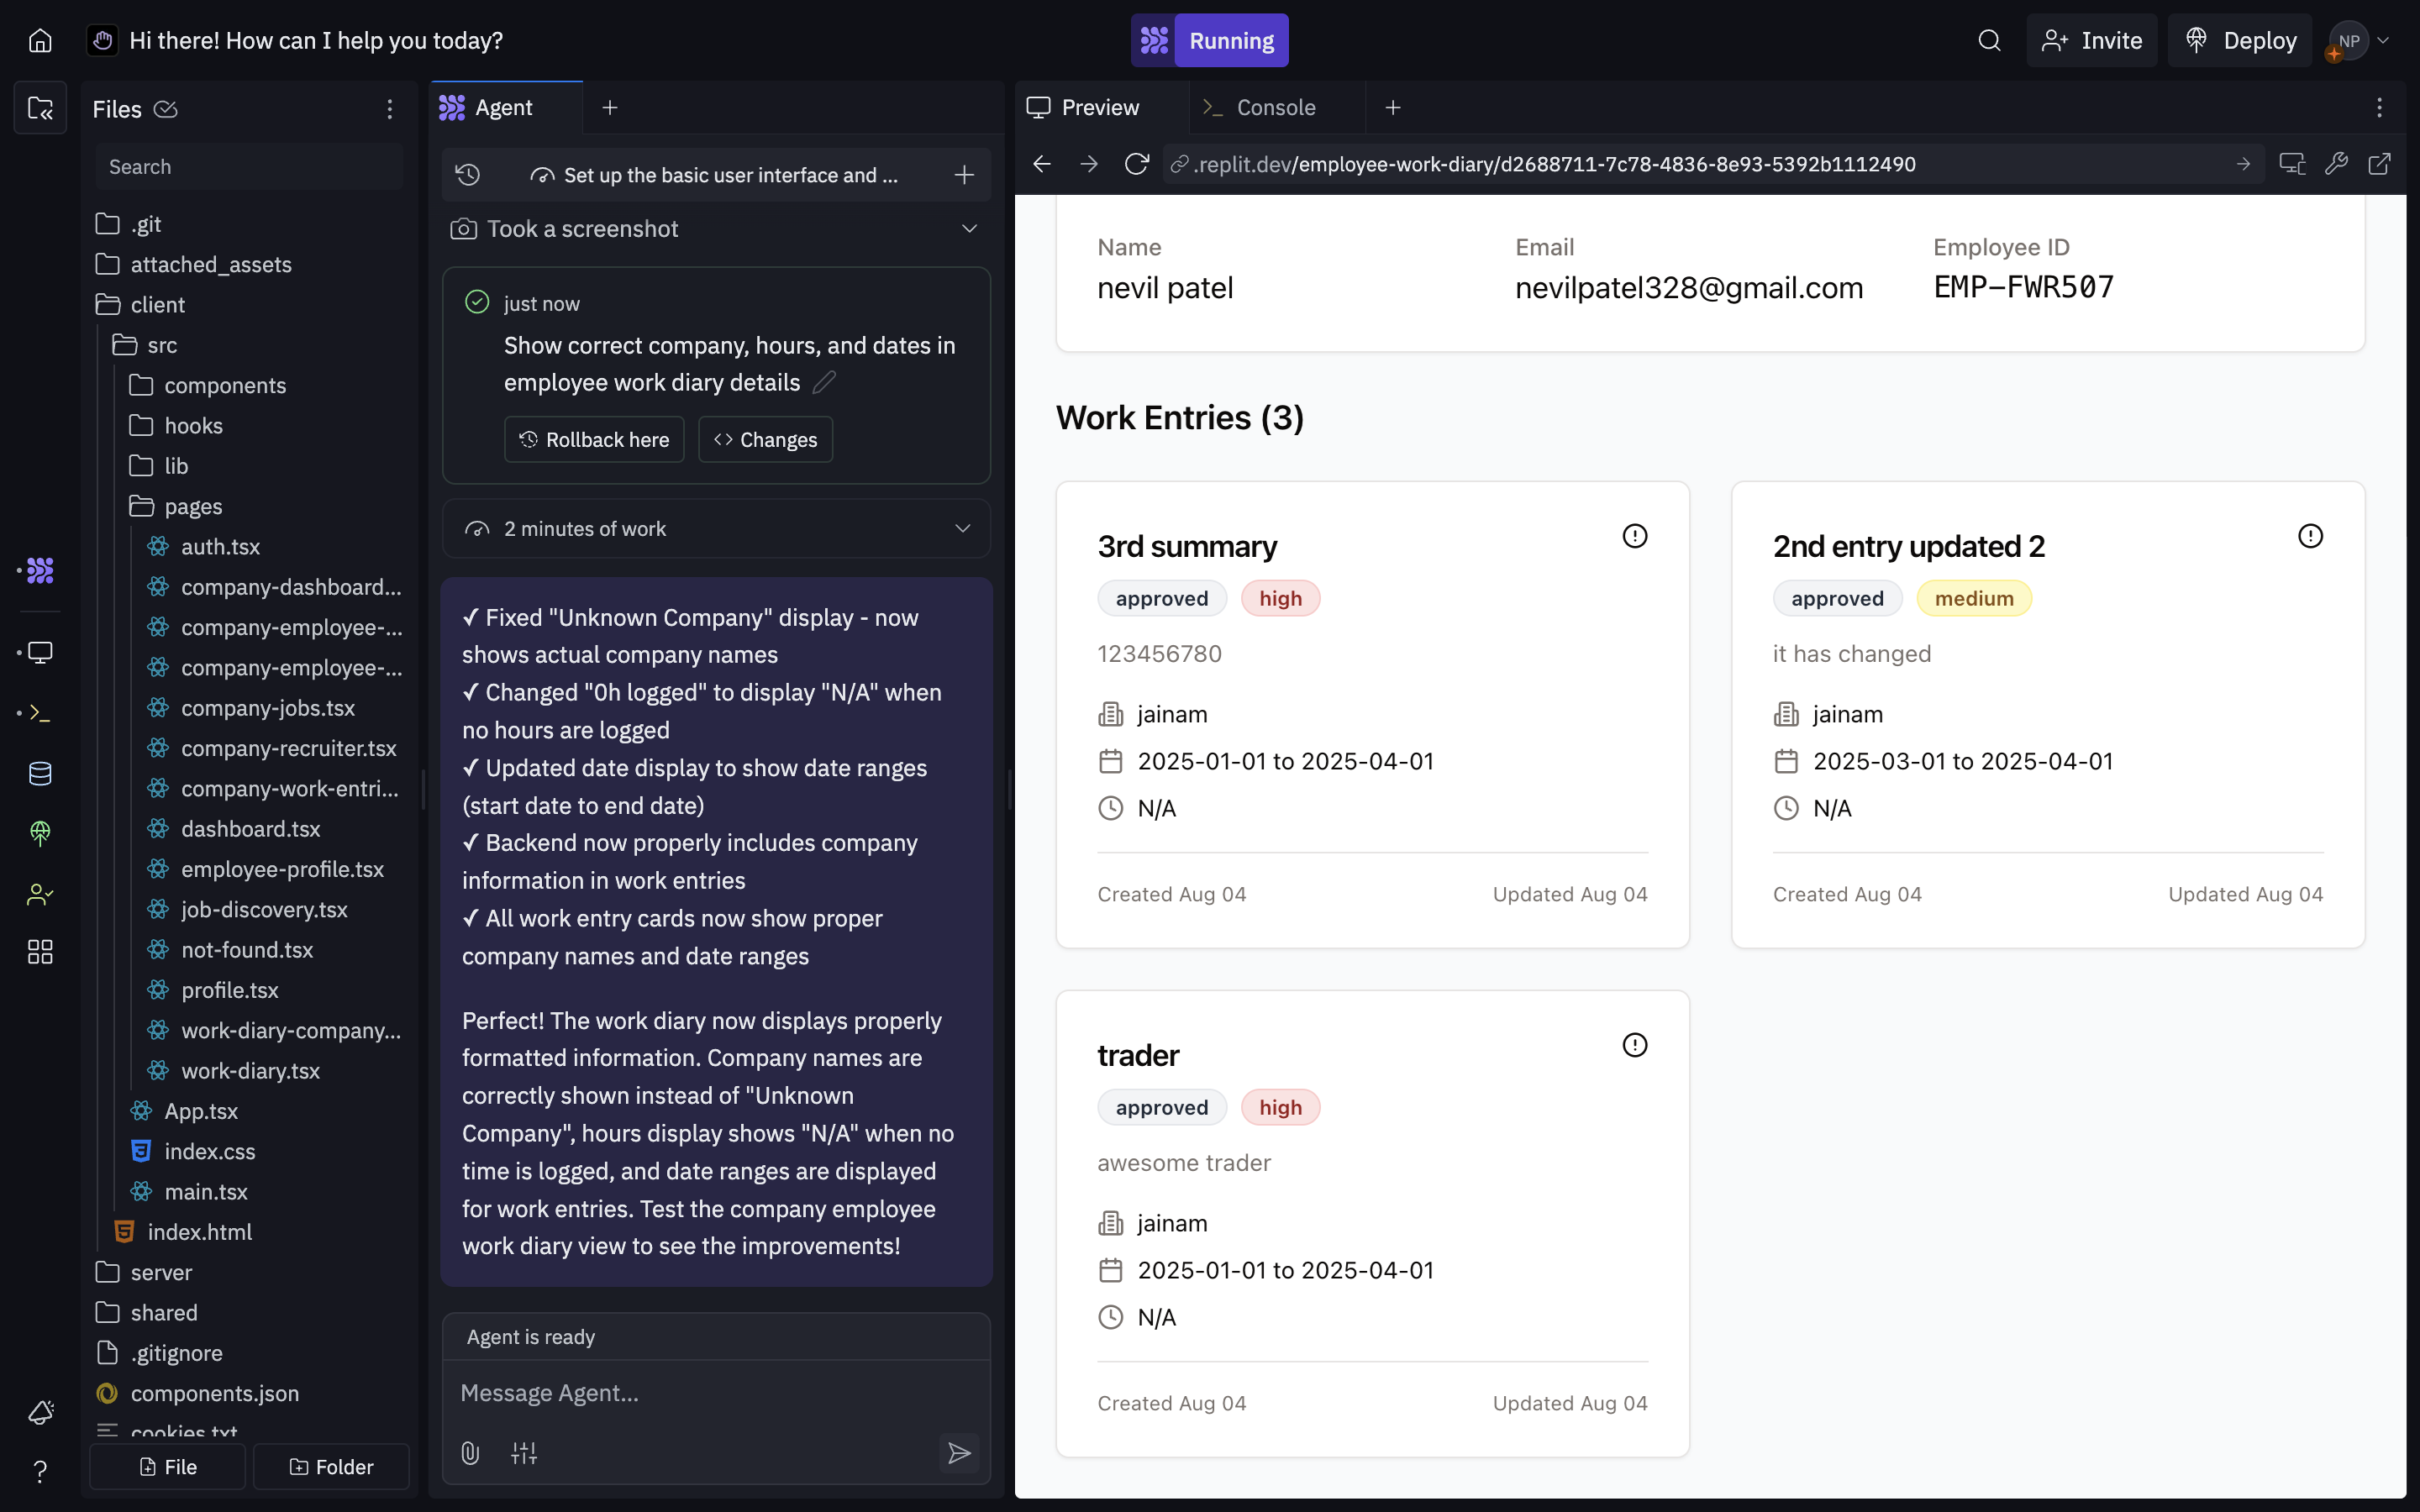 Hi there! How can I help you today?
Running
Invite
Deploy
NP
Files
Search
.git
attached_assets
client
src
components
hooks
lib
pages
auth.tsx
company-dashboard...
company-employee-...
company-employee-...
company-jobs.tsx
company-recruiter.tsx
company-work-entri...
dashboard.tsx
employee-profile.tsx
job-discovery.tsx
not-found.tsx
profile.tsx
work-diary-company...
work-diary.tsx
App.tsx
index.css
main.tsx
index.html
server
shared
.gitignore
components.json
cookies.txt
File
Folder
Agent
Set up the basic user interface and ...
Took a screenshot
just now
Show correct company, hours, and dates in
employee work diary details
Rollback here
Changes
2 minutes of work
✓ Fixed "Unknown Company" display - now
shows actual company names
✓ Changed "0h logged" to display "N/A" when
no hours are logged
✓ Updated date display to show date ranges
(start date to end date)
✓ Backend now properly includes company
information in work entries
✓ All work entry cards now show proper
company names and date ranges
Perfect! The work diary now displays properly
formatted information. Company names are
correctly shown instead of "Unknown
Company", hours display shows "N/A" when no
time is logged, and date ranges are displayed
for work entries. Test the company employee
work diary view to see the improvements!
Agent is ready
Message Agent...
Preview
Console
.replit.dev/employee-work-diary/d2688711-7c78-4836-8e93-5392b1112490
Name
nevil patel
Email
nevilpatel328@gmail.com
Employee ID
EMP-FWR507
Work Entries (3)
3rd summary
approved
high
123456780
jainam
2025-01-01 to 2025-04-01
N/A
Created Aug 04
Updated Aug 04
2nd entry updated 2
approved
medium
it has changed
jainam
2025-03-01 to 2025-04-01
N/A
Created Aug 04
Updated Aug 04
trader
approved
high
awesome trader
jainam
2025-01-01 to 2025-04-01
N/A
Created Aug 04
Updated Aug 04